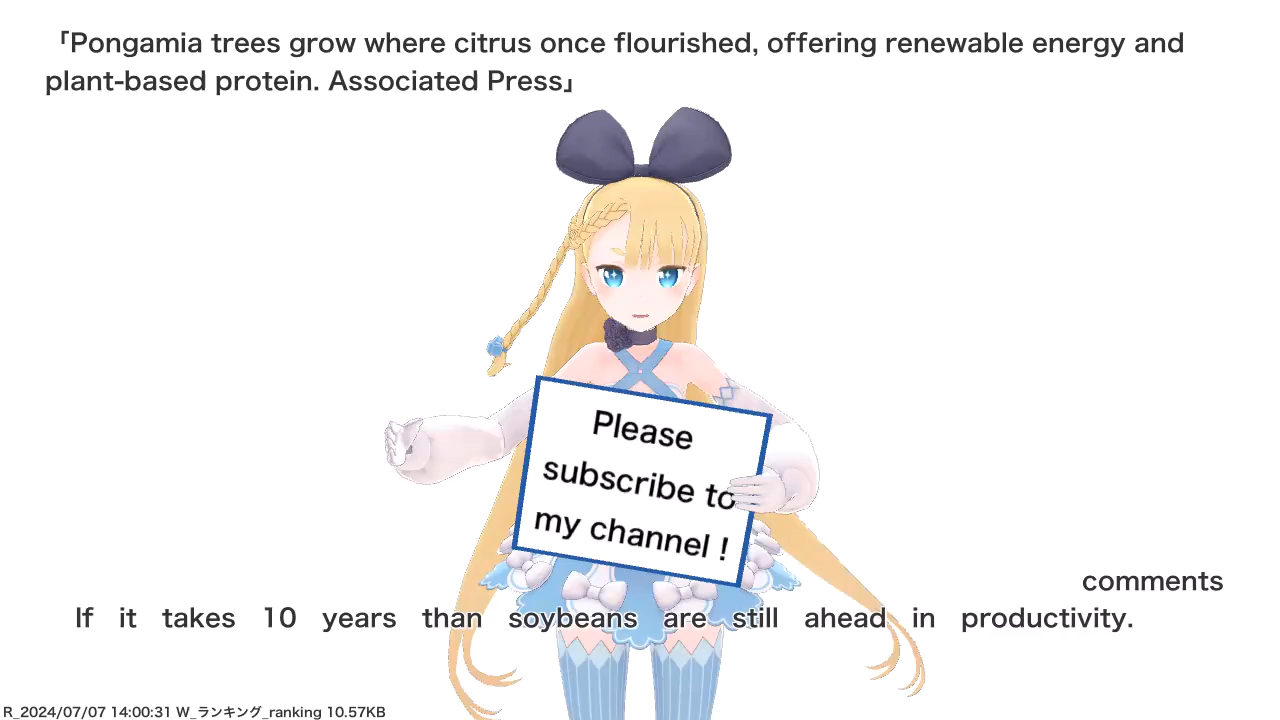 「Pongamia trees grow where citrus once flourished, offering renewable energy and
plant-based protein. Associated Press」
Please
subscribe to
my channel !
comments
If it takes 10 years than soybeans are still ahead in productivity.
R_2024/07/07 14:00:31 W_ランキング_ranking 10.57KB